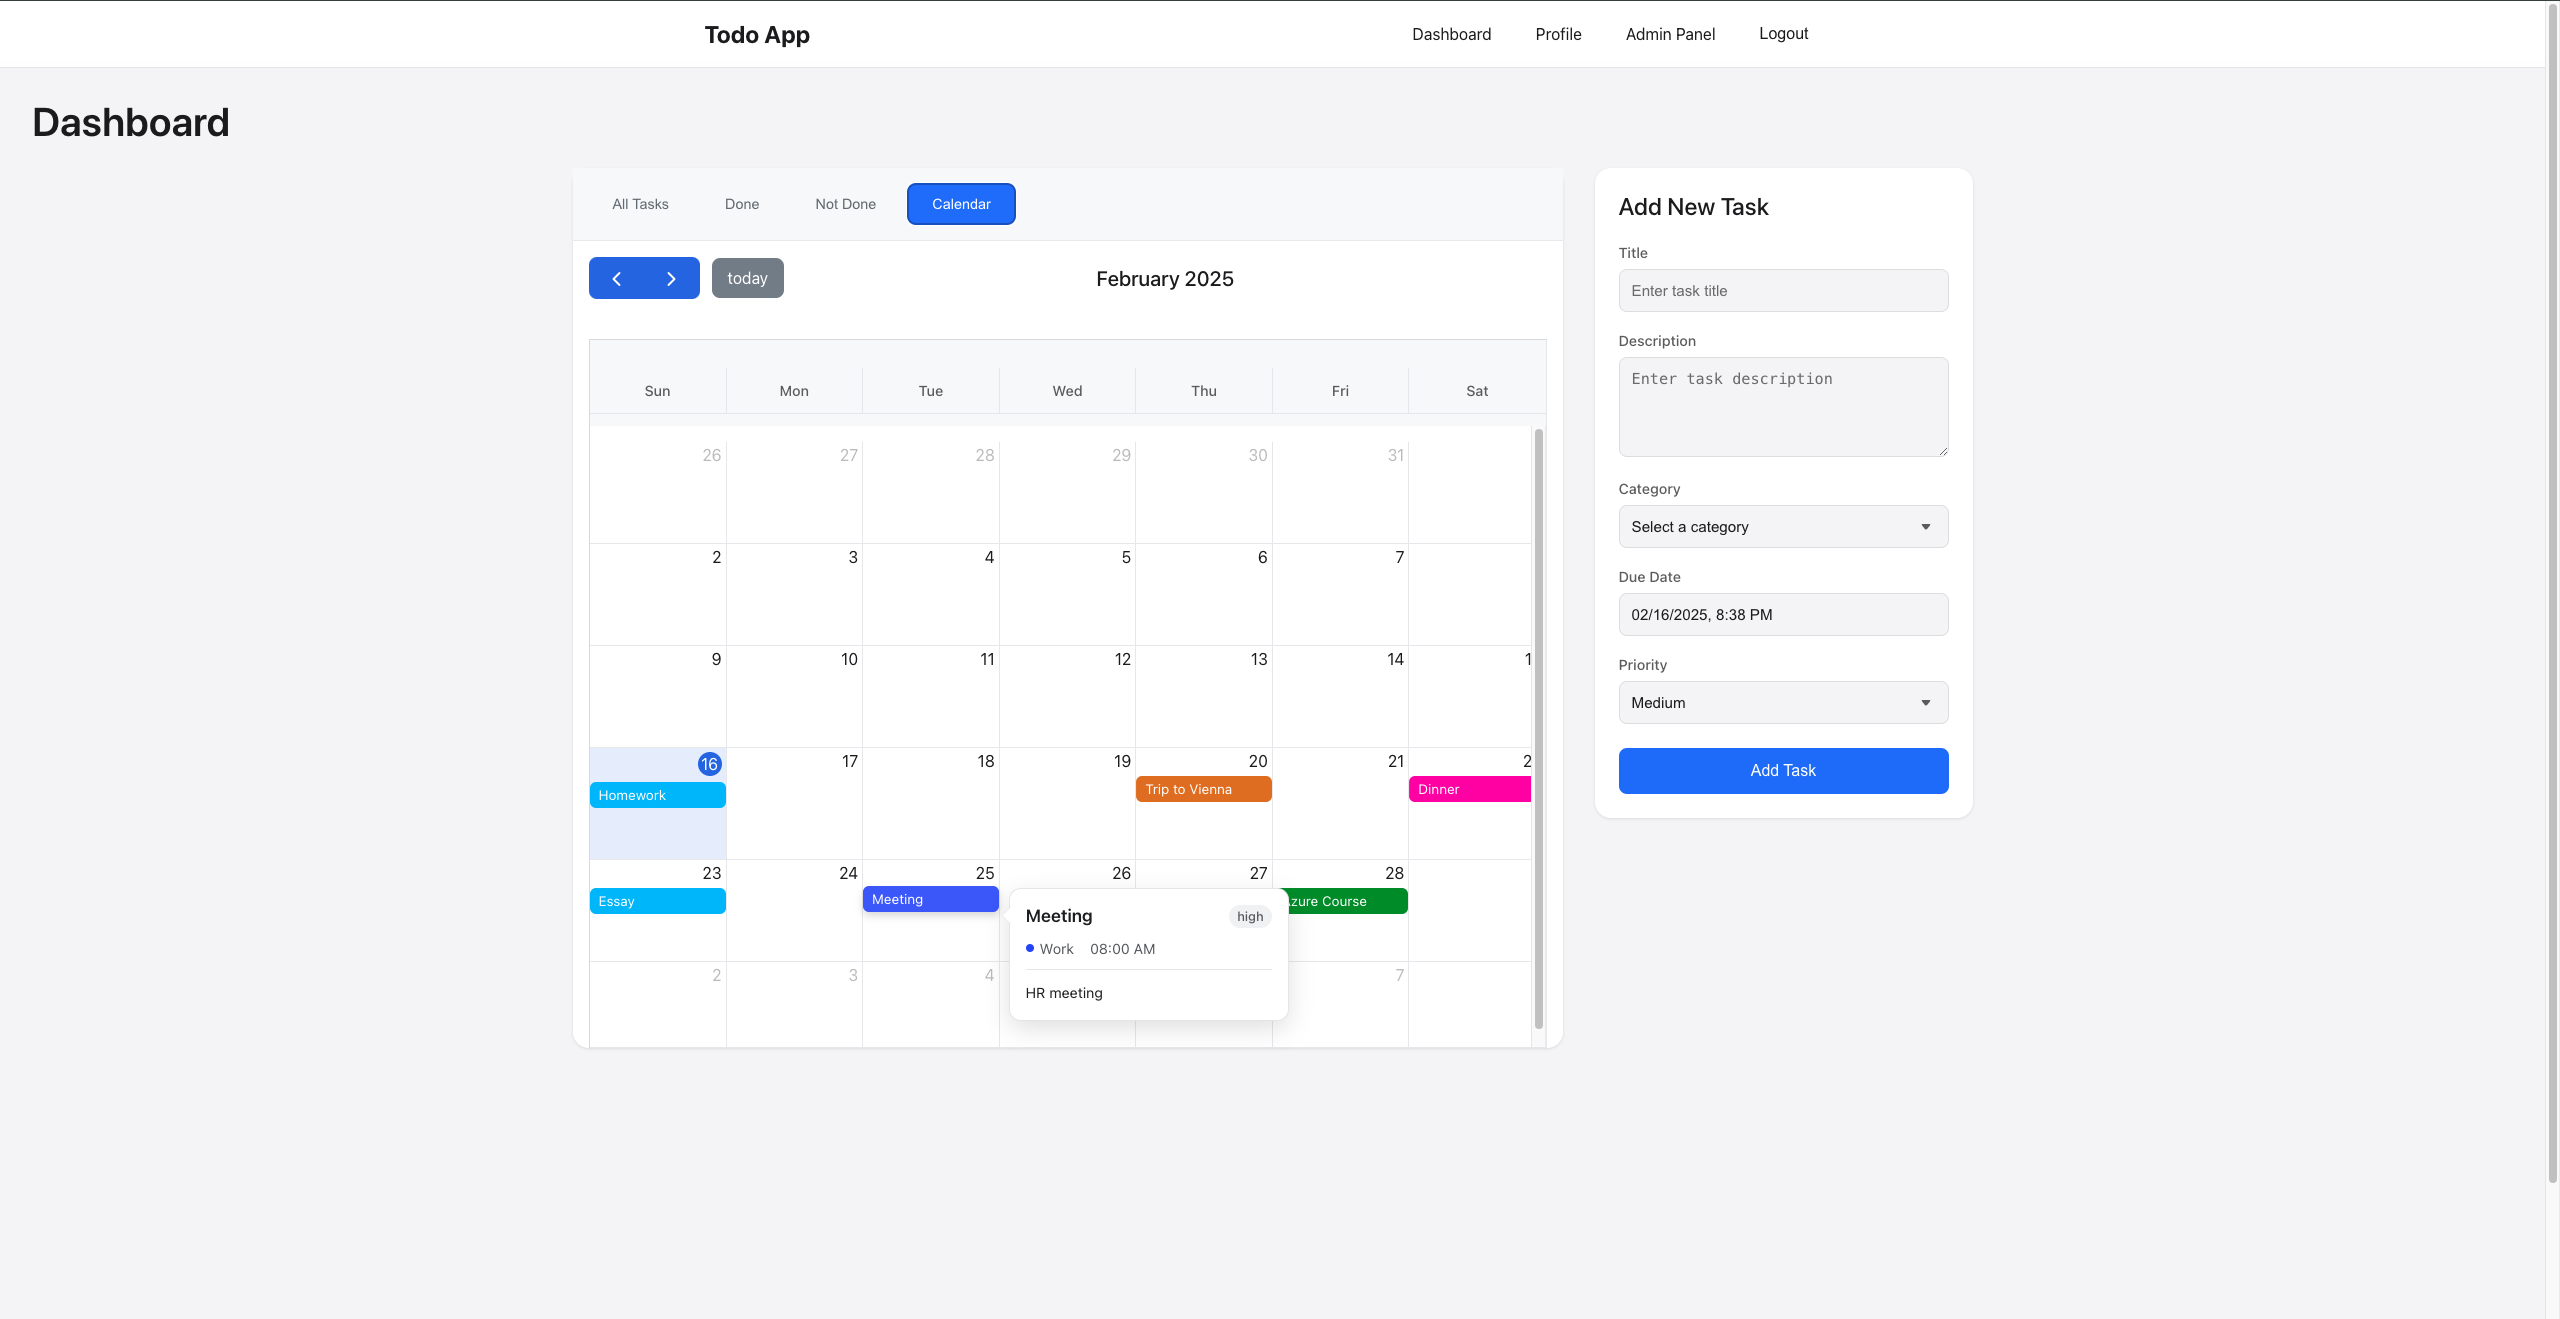 Todo App
Dashboard Profile Admin Panel Logout
Dashboard
All Tasks Done Not Done Calendar
today
February 2025
Sun Mon Tue Wed Thu Fri Sat
26 27 28 29 30 31
2 3 4 5 6 7
9 10 11 12 13 14 1
16 17 18 19 20 21 2
Homework Trip to Vienna Dinner
23 24 25 26 27 28
Essay Meeting zure Course
2 3 4 7
Meeting high
Work 08:00 AM
HR meeting
Add New Task
Title
Enter task title
Description
Enter task description
Category
Select a category
Due Date
02/16/2025, 8:38 PM
Priority
Medium
Add Task